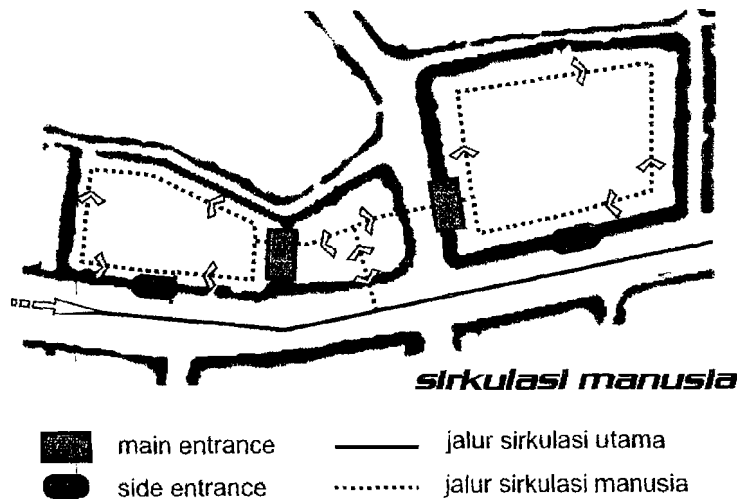 sirkulasi manusia
main entrance
jalur sirkulasi utama
side entrance
jalur sirkulasi manusia